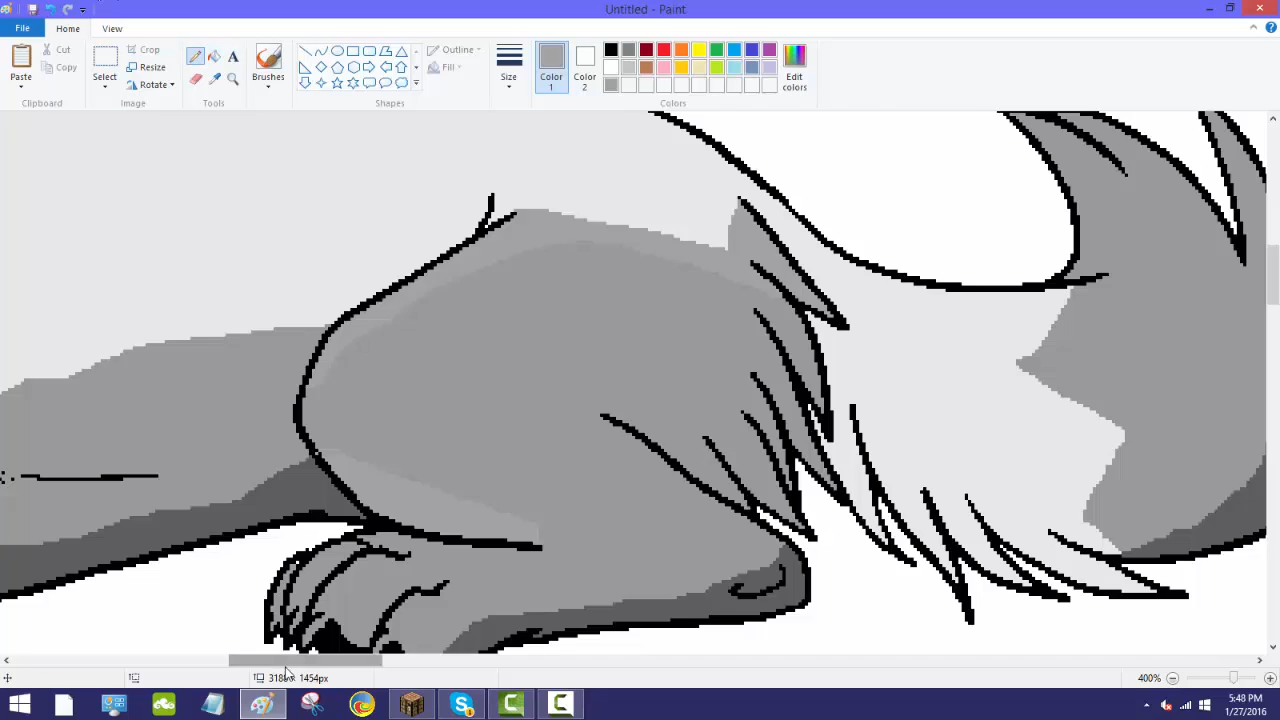 Untitled - Paint
File
Home
View
Paste
Cut
Copy
Clipboard
Select
Crop
Resize
Rotate
Image
A
Tools
Brushes
Outline
Fill
Shapes
Size
Color 1
Color 2
Edit colors
Colors
1454px
400%
5:48 PM
1/27/2016